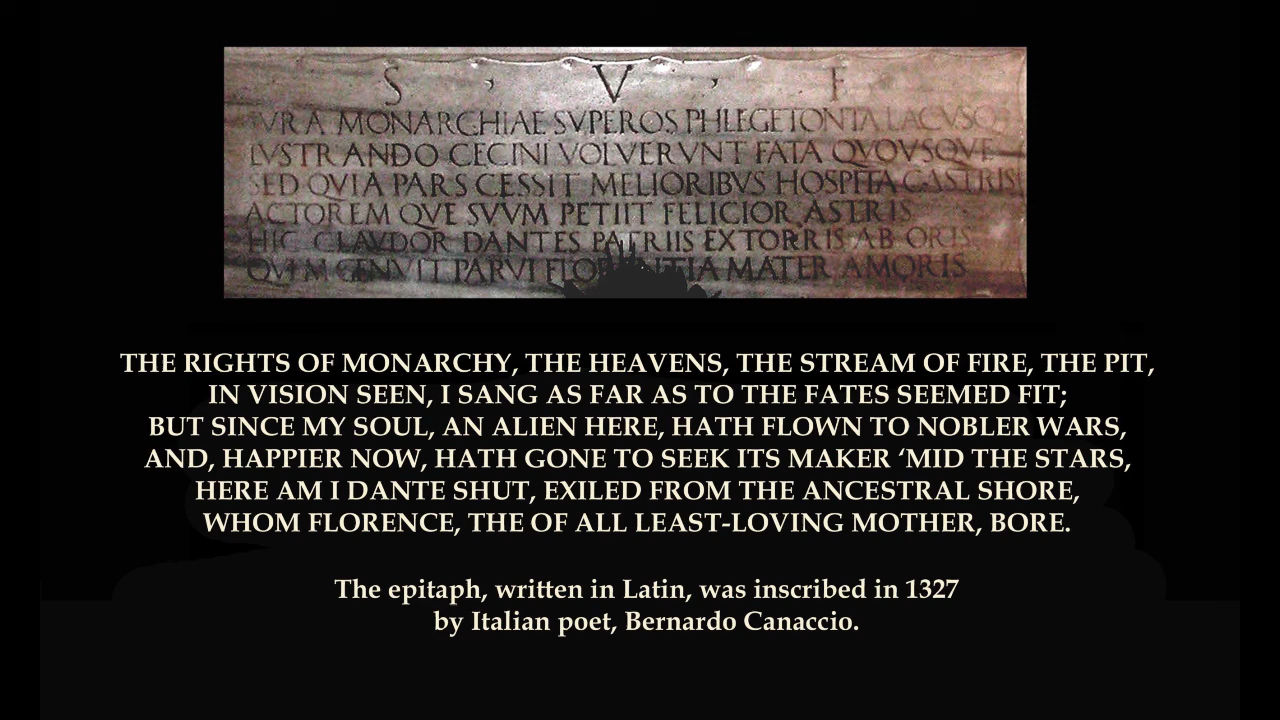 S , V , F
IVRA MONARCHIAE SVPEROS PHLEGETONTA LACVSQ
LVSTRANDO CECINI VOLVERVNT FATA QVOVSQVE
SED QVIA PARS CESSIT MELIORIBVS HOSPITA CASTRIS
ACTOREM QVE SVVM PETIIT FELICIOR ASTRIS
HIC CLAVDOR DANTES PATRIIS EXTORRIS AB ORIS
QVEM GENVIT PARVI MATER AMORIS
THE RIGHTS OF MONARCHY, THE HEAVENS, THE STREAM OF FIRE, THE PIT,
IN VISION SEEN, I SANG AS FAR AS TO THE FATES SEEMED FIT;
BUT SINCE MY SOUL, AN ALIEN HERE, HATH FLOWN TO NOBLER WARS,
AND, HAPPIER NOW, HATH GONE TO SEEK ITS MAKER ‘MID THE STARS,
HERE AM I DANTE SHUT, EXILED FROM THE ANCESTRAL SHORE,
WHOM FLORENCE, THE OF ALL LEAST-LOVING MOTHER, BORE.
The epitaph, written in Latin, was inscribed in 1327
by Italian poet, Bernardo Canaccio.